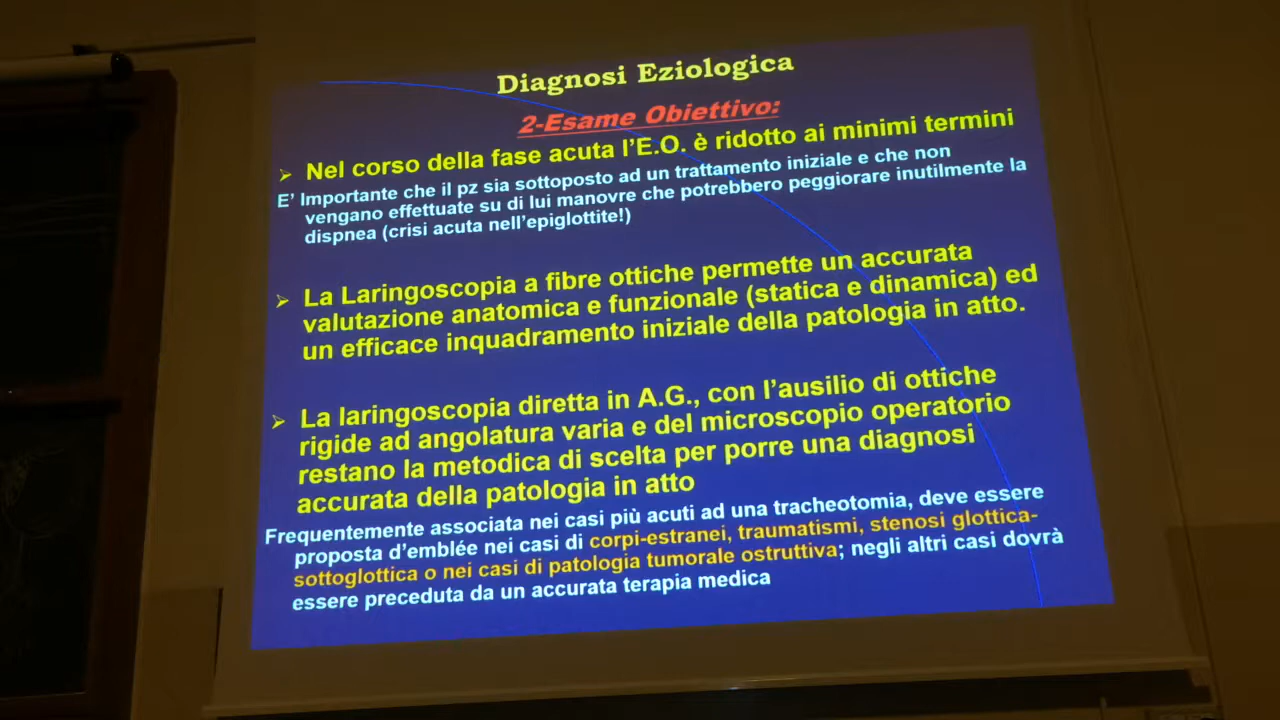 Diagnosi Eziologica
2-Esame Obiettivo:
➢ Nel corso della fase acuta l'E.O. è ridotto ai minimi termini
E' Importante che il pz sia sottoposto ad un trattamento iniziale e che non
vengano effettuate su di lui manovre che potrebbero peggiorare inutilmente la
dispnea (crisi acuta nell'epiglottite!)
➢ La Laringoscopia a fibre ottiche permette un accurata
valutazione anatomica e funzionale (statica e dinamica) ed
un efficace inquadramento iniziale della patologia in atto.
➢ La laringoscopia diretta in A.G., con l'ausilio di ottiche
rigide ad angolatura varia e del microscopio operatorio
restano la metodica di scelta per porre una diagnosi
accurata della patologia in atto
Frequentemente associata nei casi più acuti ad una tracheotomia, deve essere
proposta d'emblée nei casi di corpi-estranei, traumatismi, stenosi glottica-
sottoglottica o nei casi di patologia tumorale ostruttiva; negli altri casi dovrà
essere preceduta da un accurata terapia medica